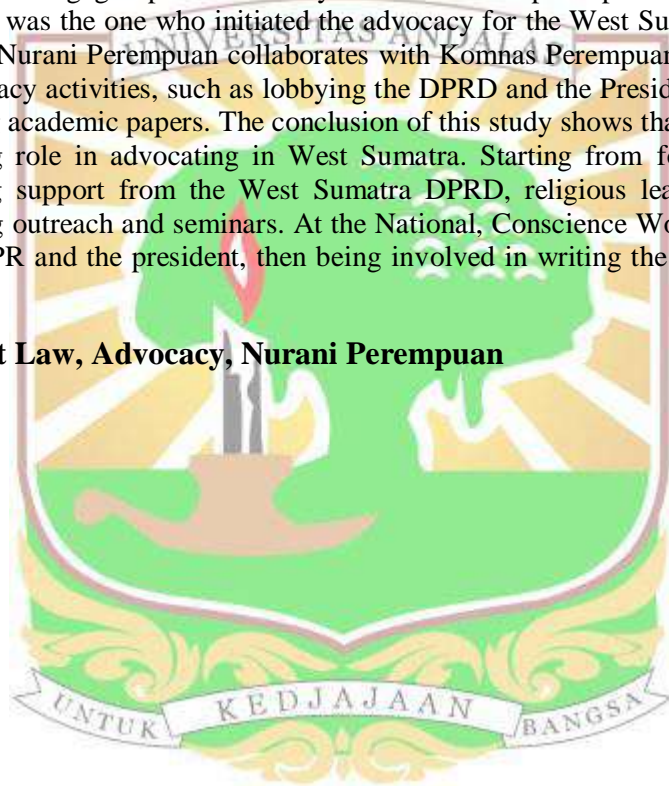 was the one who initiated the advocacy for the West Su
Nurani Perempuan collaborates with Komnas Perempuan
acy activities, such as lobbying the DPRD and the Presid
academic papers. The conclusion of this study shows tha
g role in advocating in West Sumatra. Starting from fo
g support from the West Sumatra DPRD, religious lea
g outreach and seminars. At the National, Conscience Wo
PR and the president, then being involved in writing the
t Law, Advocacy, Nurani Perempuan
UNIVERSITAS ANDALAS
UNTUK KEDJAJAAN BANGSA